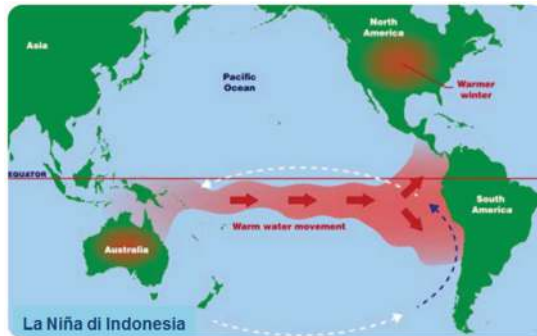 North
America
Asia
Pacific
Ocean
Warmer
winter
EQUATOR
South
America
Warm water movement
Australia
La Niña di Indonesia